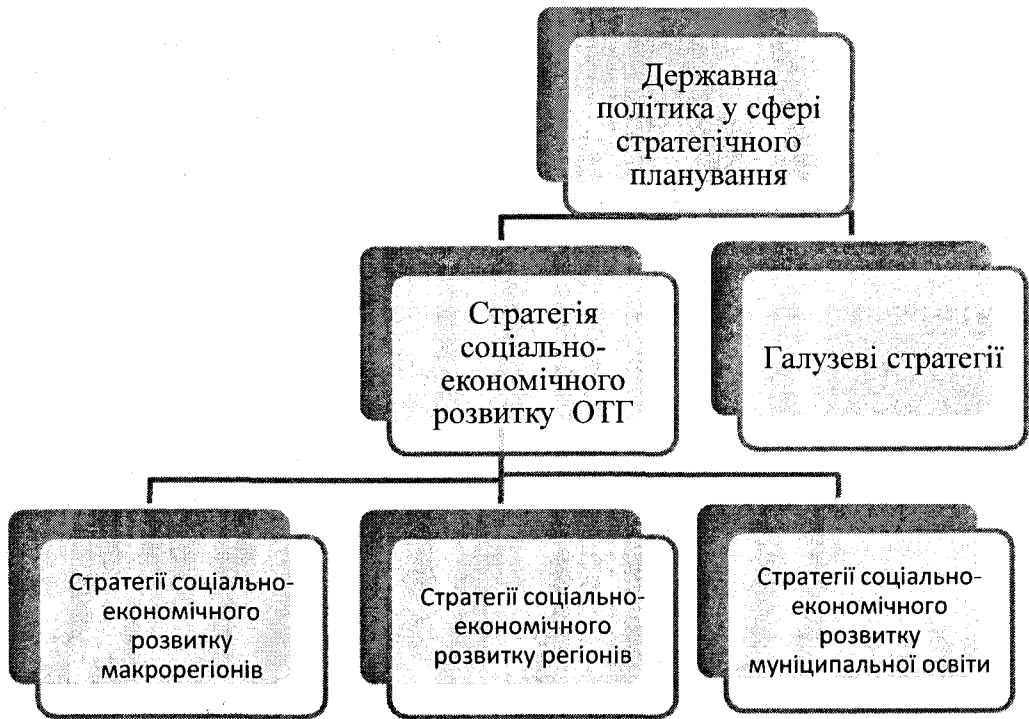 Державна
політика у сфері
стратегічного
планування
Стратегія
соціально-
економічного
розвитку ОТГ
Галузеві стратегії
Стратегії соціально-
економічного
розвитку
макрорегіонів
Стратегії соціально-
економічного
розвитку регіонів
Стратегії соціально-
економічного
розвитку
муніципальної освіти